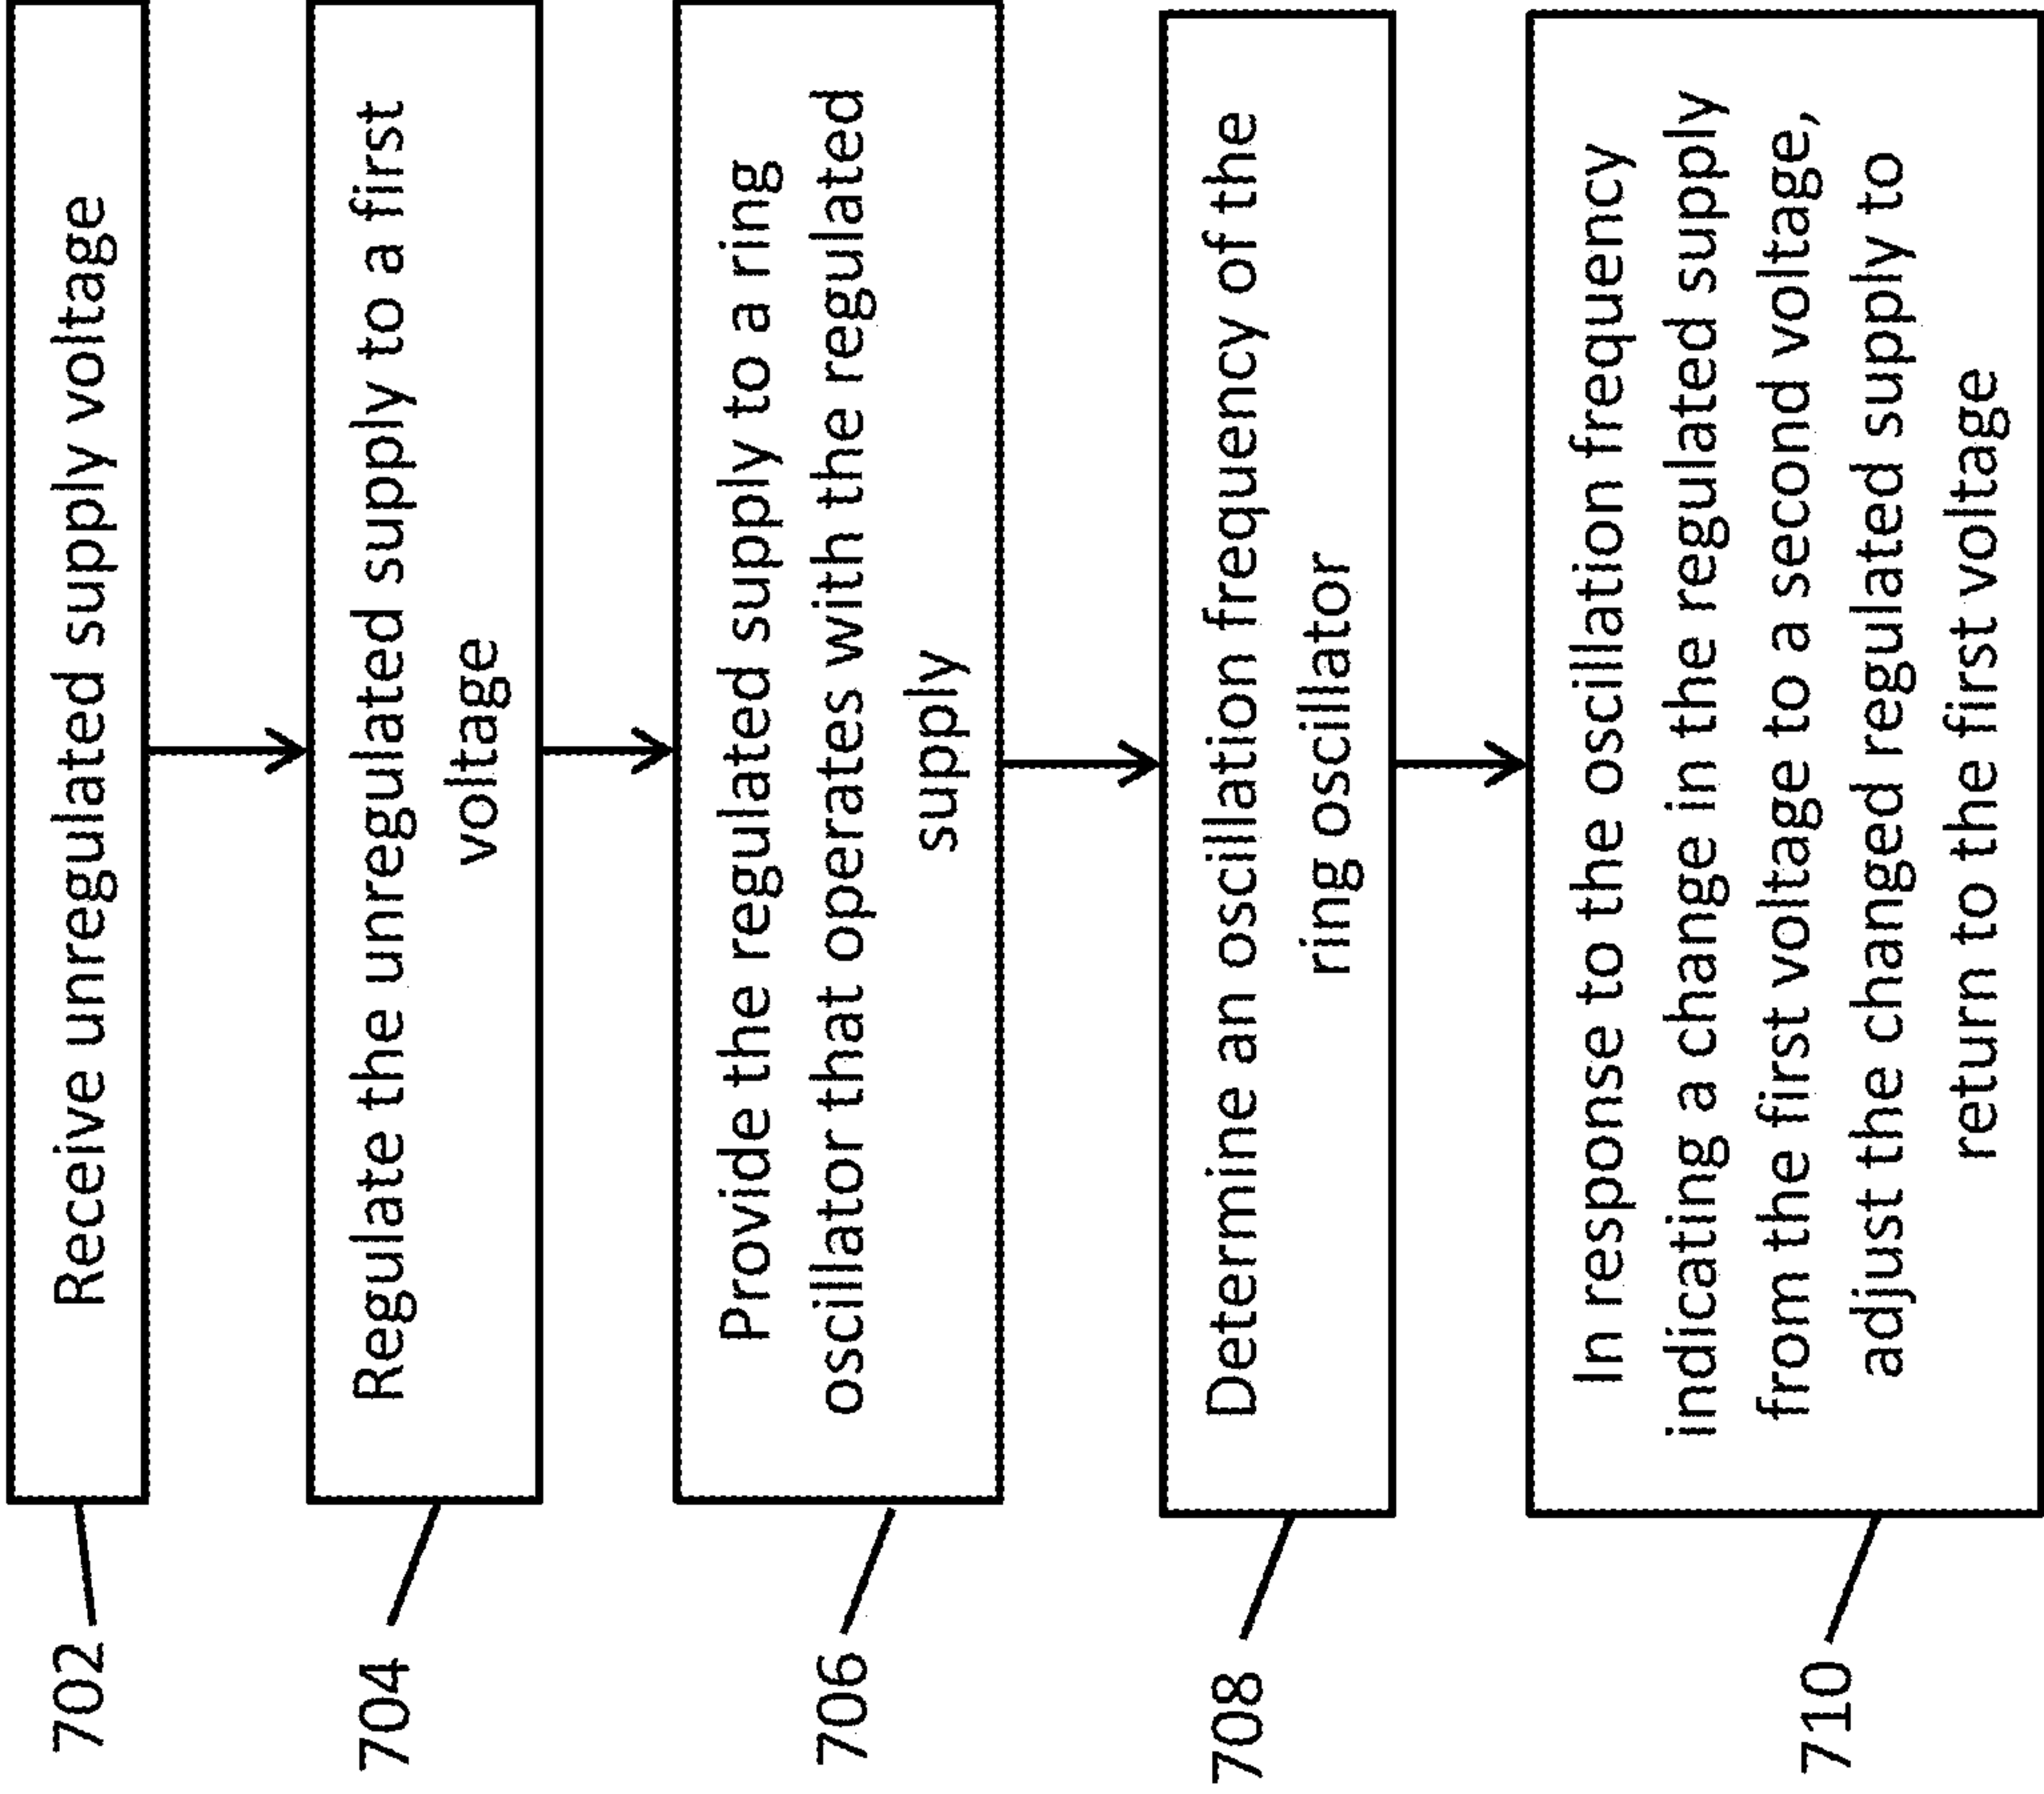 702
Receive unregulated supply voltage
704
Regulate the unregulated supply to a first
voltage
706
Provide the regulated supply to a ring
oscillator that operates with the regulated
supply
708
Determine an oscillation frequency of the
ring oscillator
710
In response to the oscillation frequency
indicating a change in the regulated supply
from the first voltage to a second voltage,
adjust the changed regulated supply to
return to the first voltage